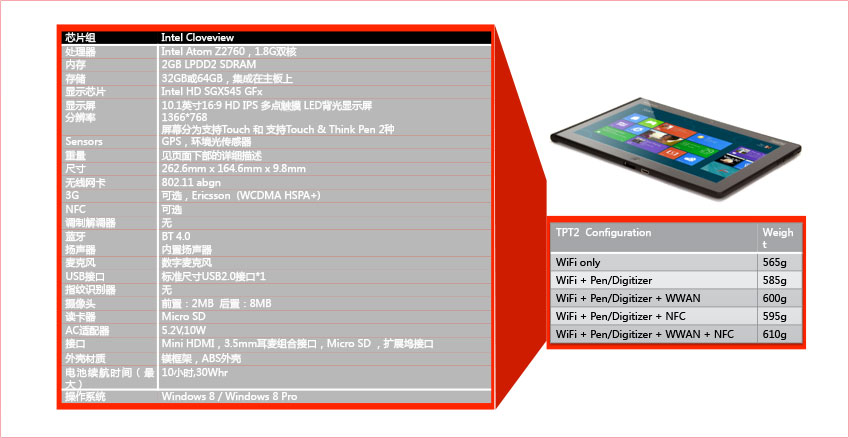 芯片组 Intel Cloveview
处理器 Intel Atom Z2760，1.8G双核
内存 2GB LPDD2 SDRAM
存储 32GB或64GB，集成在主板上
显示芯片 Intel HD SGX545 GFx
显示屏 10.1英寸16:9 HD IPS 多点触摸 LED背光显示屏
分辨率 1366*768
屏幕分为支持Touch 和 支持Touch & Think Pen 2种
Sensors GPS，环境光传感器
重量 见页面下部的详细描述
尺寸 262.6mm x 164.6mm x 9.8mm
无线网卡 802.11 abgn
3G 可选，Ericsson (WCDMA HSPA+)
NFC 可选
调制解调器 无
蓝牙 BT 4.0
扬声器 内置扬声器
麦克风 数字麦克风
USB接口 标准尺寸USB2.0接口*1
指纹识别器 无
摄像头 前置：2MB 后置：8MB
读卡器 Micro SD
AC适配器 5.2V,10W
接口 Mini HDMI，3.5mm耳麦组合接口，Micro SD ，扩展坞接口
外壳材质 镁框架，ABS外壳
电池续航时间（最 10小时,30Whr
大）
操作系统 Windows 8 / Windows 8 Pro
TPT2 Configuration Weigh
t
WiFi only 565g
WiFi + Pen/Digitizer 585g
WiFi + Pen/Digitizer + WWAN 600g
WiFi + Pen/Digitizer + NFC 595g
WiFi + Pen/Digitizer + WWAN + NFC 610g